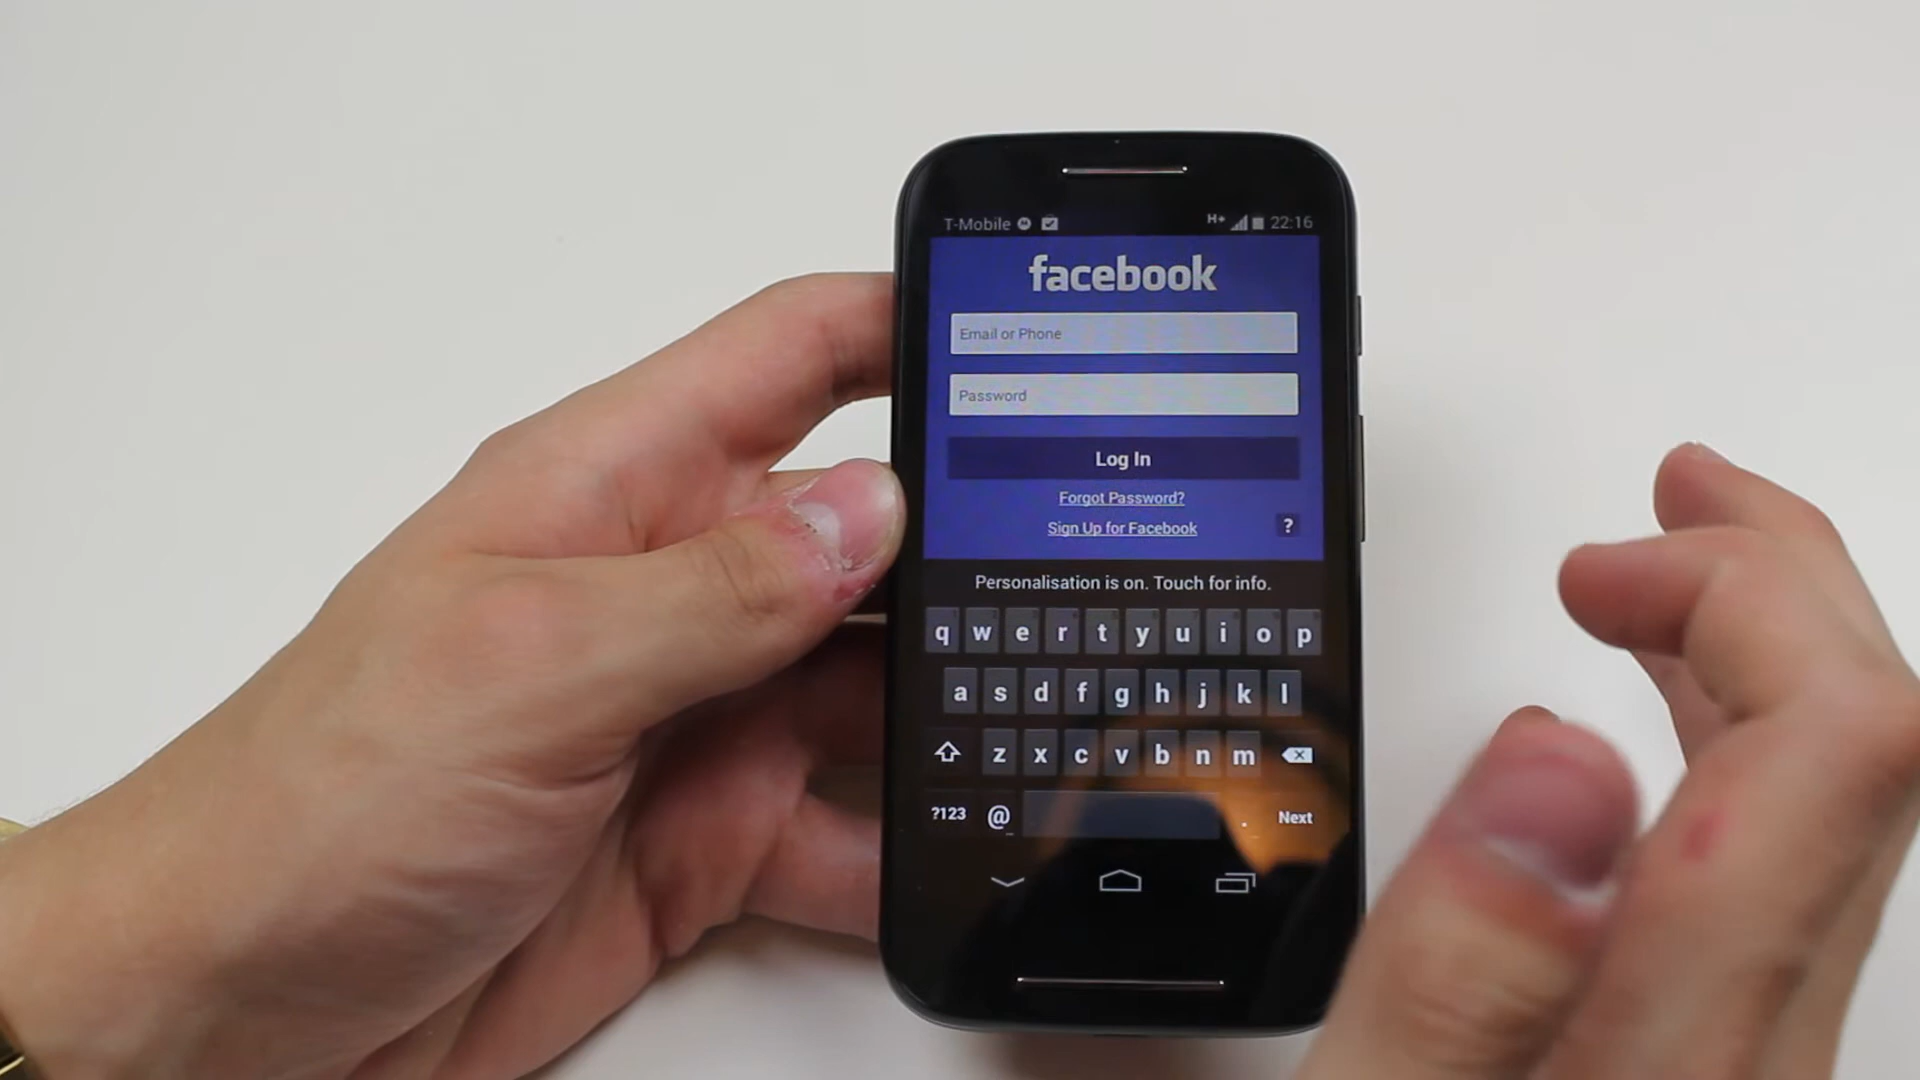 T-Mobile H+ 22:16
facebook
Email or Phone
Password
Log In
Forgot Password?
Sign Up for Facebook ?
Personalisation is on. Touch for info.
q w e r t y u i o p
a s d f g h j k l
z x c v b n m
?123 @ . Next